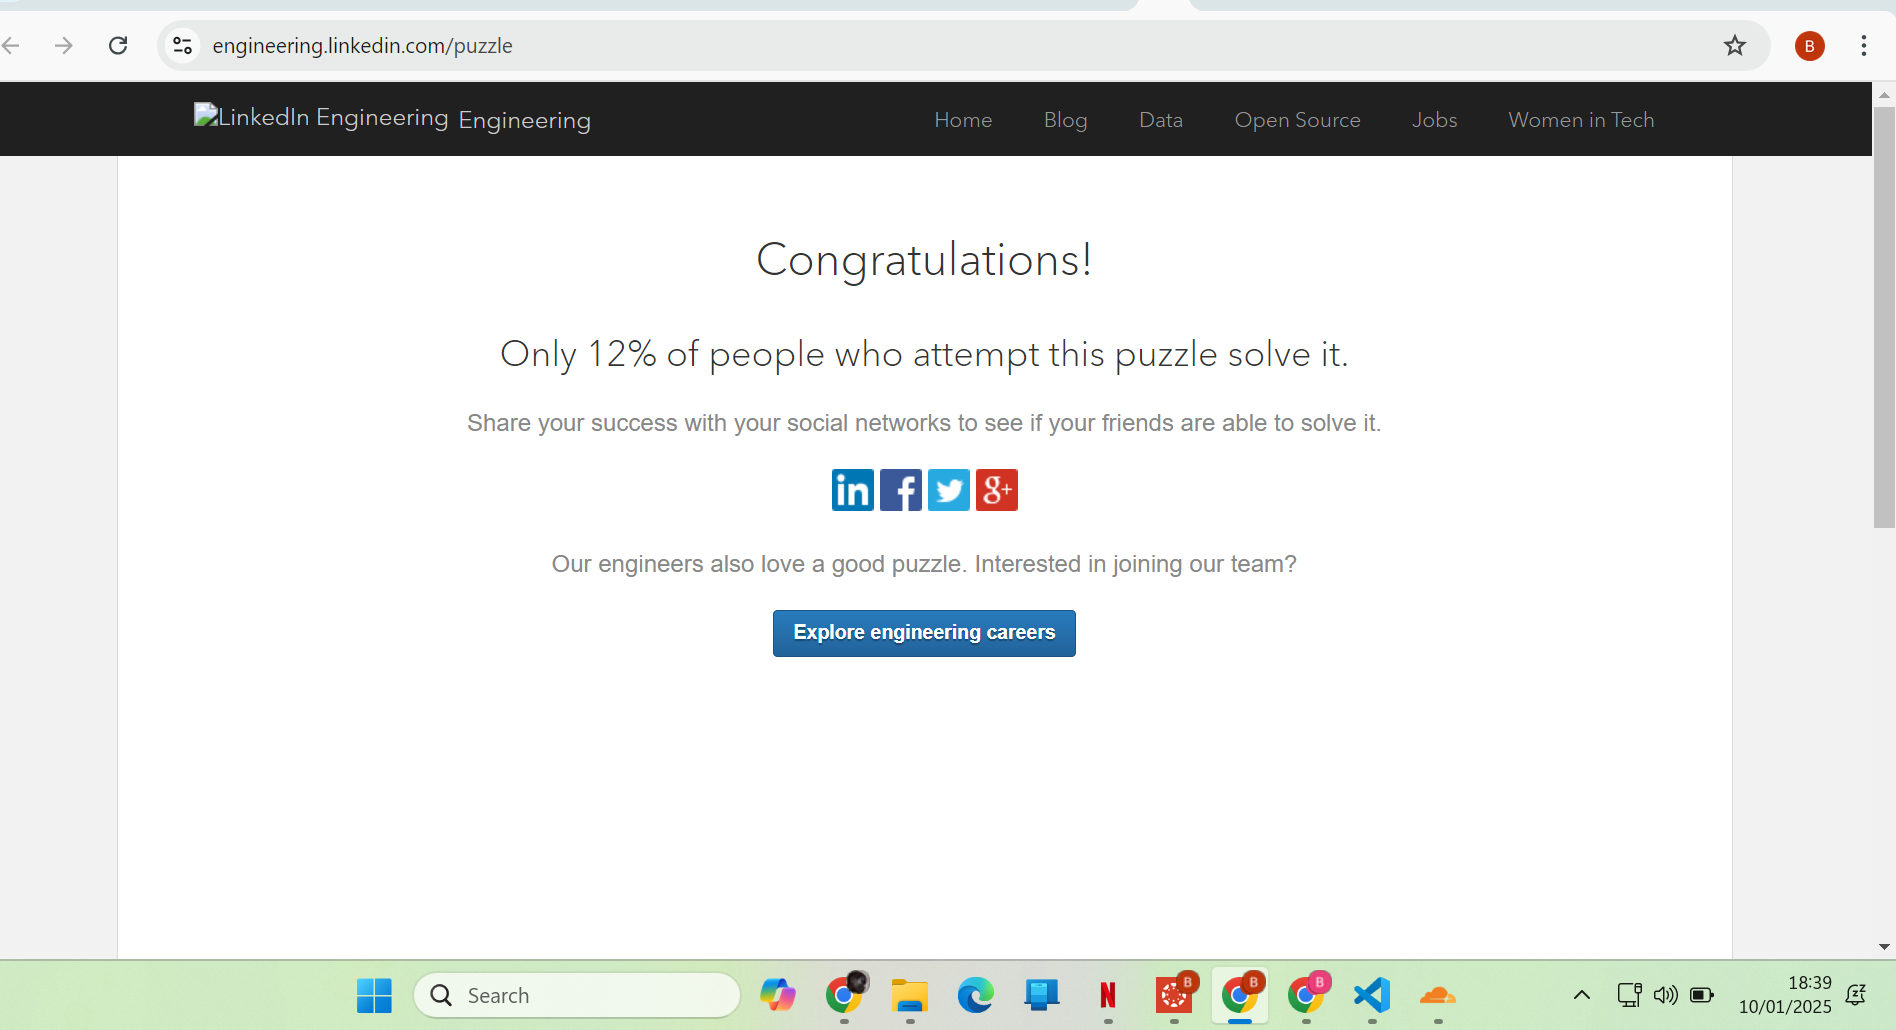 engineering.linkedin.com/puzzle
B
LinkedIn Engineering Engineering Home Blog Data Open Source Jobs Women in Tech
Congratulations!
Only 12% of people who attempt this puzzle solve it.
Share your success with your social networks to see if your friends are able to solve it.
in f g+
Our engineers also love a good puzzle. Interested in joining our team?
Explore engineering careers
Search
N
B
B
B
18:39
10/01/2025